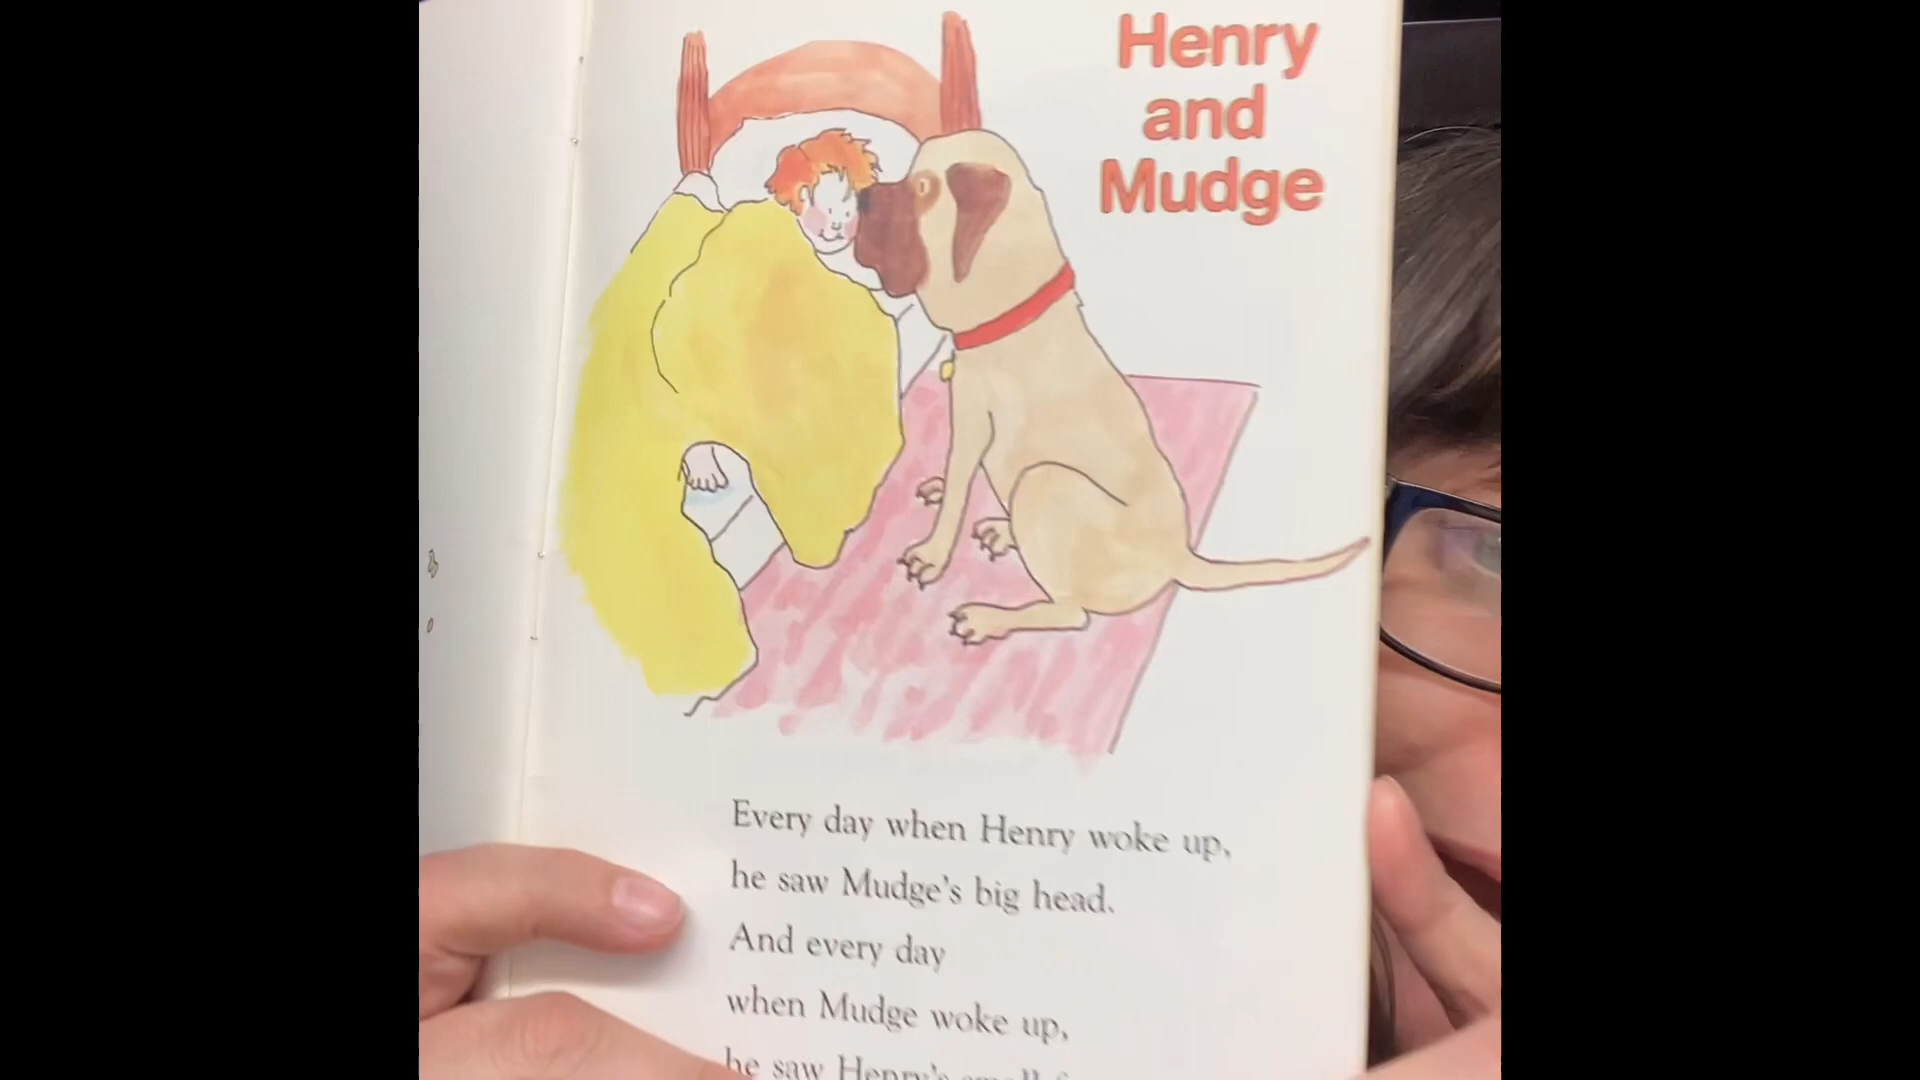 Henry
and
Mudge
Every day when Henry woke up,
he saw Mudge's big head.
And every day
when Mudge woke up,
he saw Henry's small